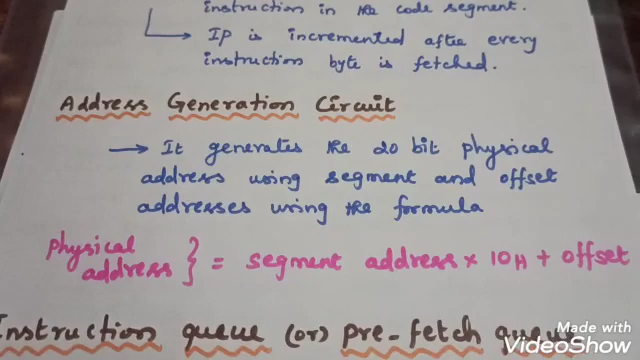 instruction in the code segment.
IP is incremented after every
instruction byte is fetched.
Address Generation Circuit
→ It generates the 20 bit physical
address using segment and offset
addresses using the formula
physical
address } = segment address × 10H + offset
Instruction queue (or) pre-fetch queue
Made with
VideoShow